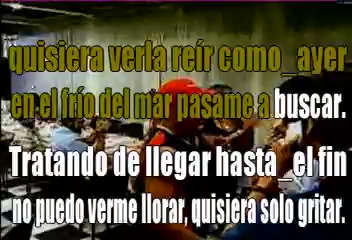 quisiera verla reír como_ayer
en el frío del mar pasame a buscar.
Tratando de llegar hasta_el fin
no puedo verme llorar, quisiera solo gritar.